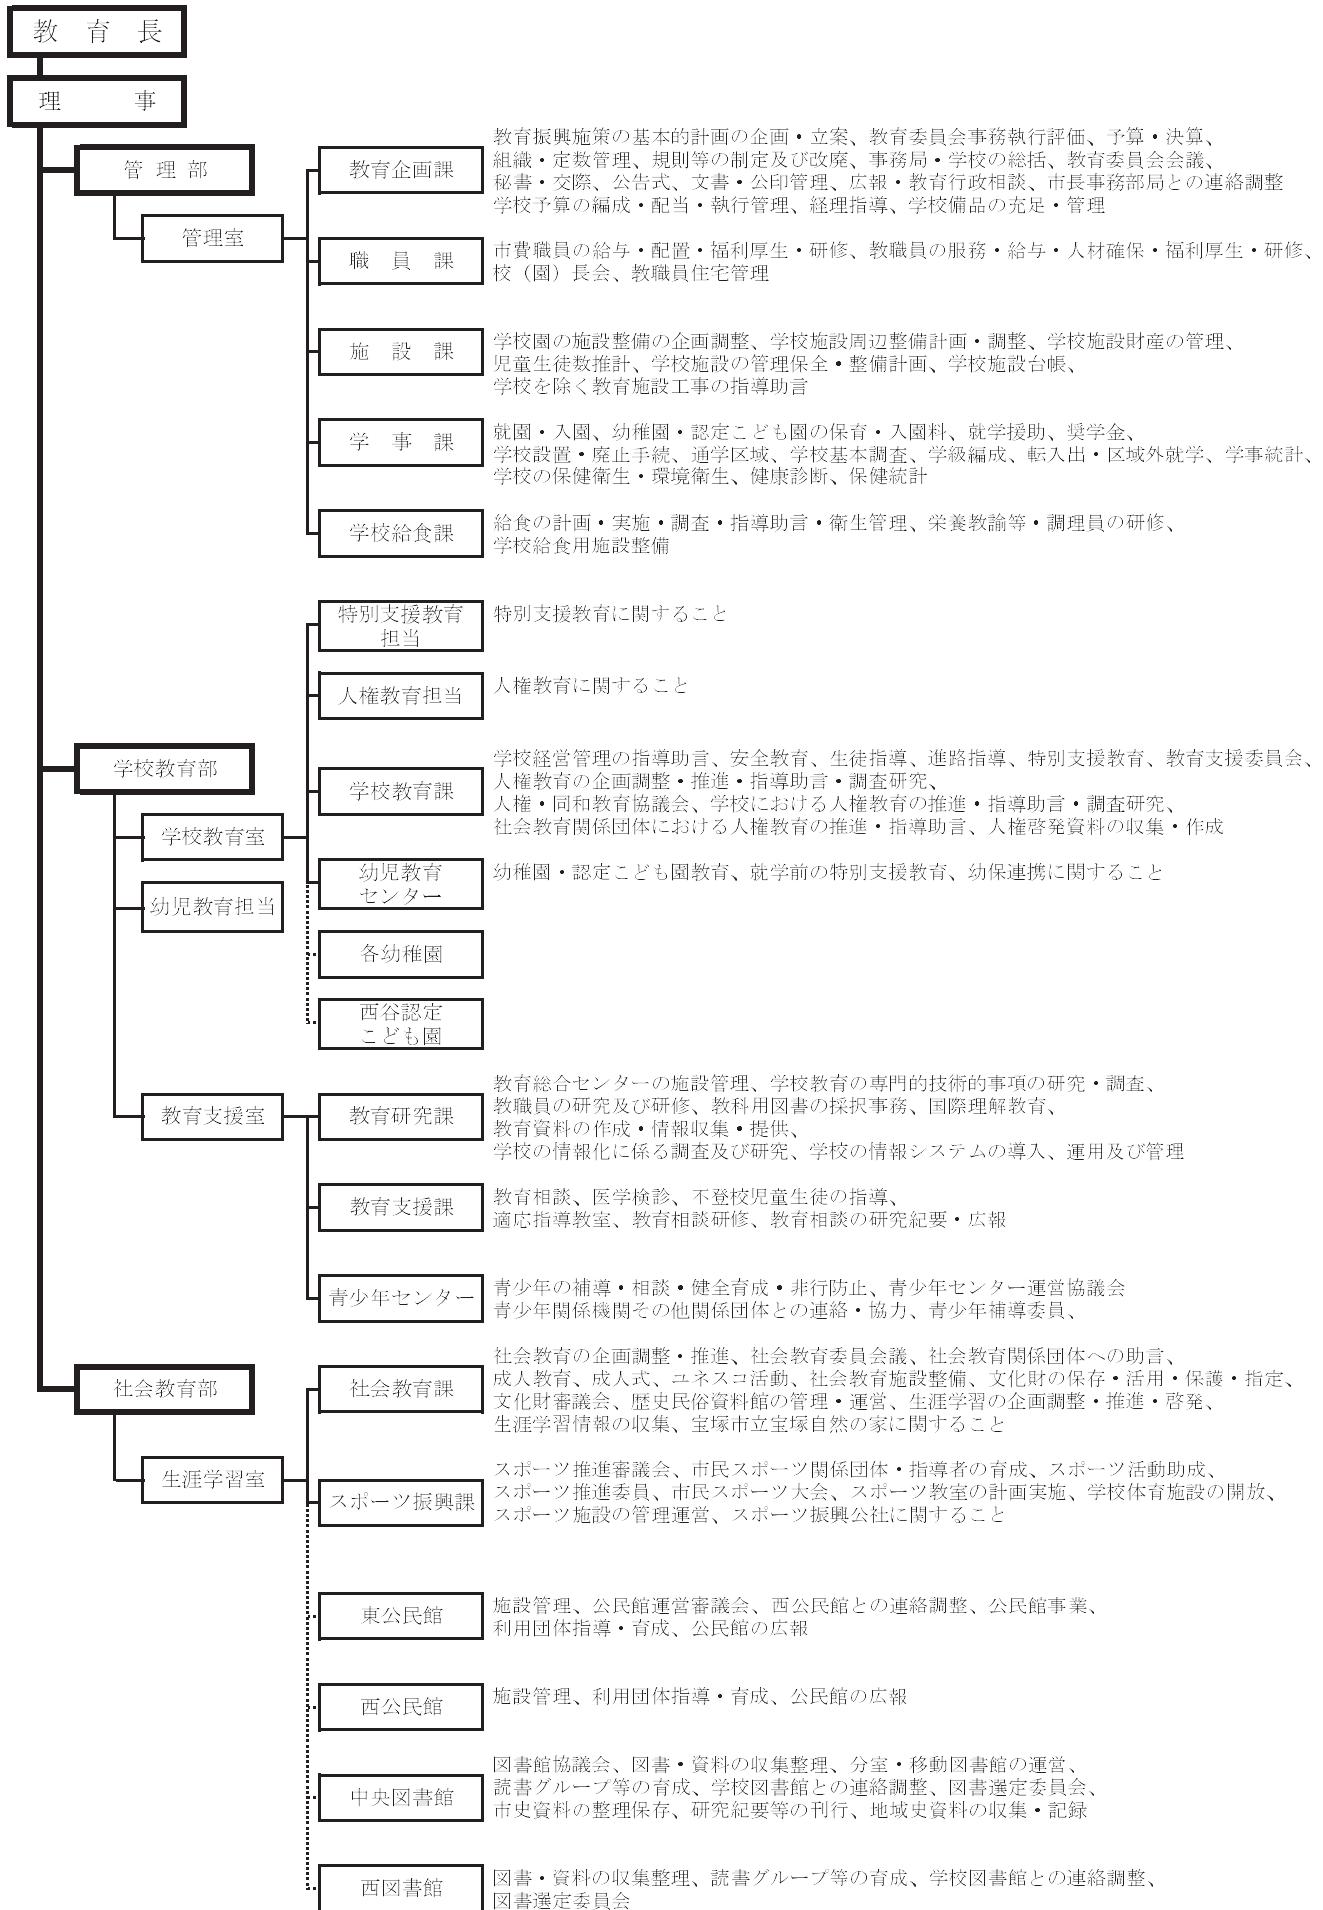 教 育 長
理 事
管 理 部
管理室
教育企画課
教育振興施策の基本的計画の企画・立案、教育委員会事務執行評価、予算・決算、
組織・定数管理、規則等の制定及び改廃、事務局・学校の総括、教育委員会会議、
秘書・交際、公告式、文書・公印管理、広報・教育行政相談、市長事務部局との連絡調整
学校予算の編成・配当・執行管理、経理指導、学校備品の充足・管理
職 員 課
市費職員の給与・配置・福利厚生・研修、教職員の服務・給与・人材確保・福利厚生・研修、
校（園）長会、教職員住宅管理
施 設 課
学校園の施設整備の企画調整、学校施設周辺整備計画・調整、学校施設財産の管理、
児童生徒数推計、学校施設の管理保全・整備計画、学校施設台帳、
学校を除く教育施設工事の指導助言
学 事 課
就園・入園、幼稚園・認定こども園の保育・入園料、就学援助、奨学金、
学校設置・廃止手続、通学区域、学校基本調査、学級編成、転入出・区域外就学、学事統計、
学校の保健衛生・環境衛生、健康診断、保健統計
学校給食課
給食の計画・実施・調査・指導助言・衛生管理、栄養教諭等・調理員の研修、
学校給食用施設整備
特別支援教育
担当
特別支援教育に関すること
人権教育担当
人権教育に関すること
学校教育部
学校教育室
幼児教育担当
学校教育課
学校経営管理の指導助言、安全教育、生徒指導、進路指導、特別支援教育、教育支援委員会、
人権教育の企画調整・推進・指導助言・調査研究、
人権・同和教育協議会、学校における人権教育の推進・指導助言・調査研究、
社会教育関係団体における人権教育の推進・指導助言、人権啓発資料の収集・作成
幼児教育
センター
幼稚園・認定こども園教育、就学前の特別支援教育、幼保連携に関すること
各幼稚園
西谷認定
こども園
教育支援室
教育研究課
教育総合センターの施設管理、学校教育の専門的技術的事項の研究・調査、
教職員の研究及び研修、教科用図書の採択事務、国際理解教育、
教育資料の作成・情報収集・提供、
学校の情報化に係る調査及び研究、学校の情報システムの導入、運用及び管理
教育支援課
教育相談、医学検診、不登校児童生徒の指導、
適応指導教室、教育相談研修、教育相談の研究紀要・広報
青少年センター
青少年の補導・相談・健全育成・非行防止、青少年センター運営協議会
青少年関係機関その他関係団体との連絡・協力、青少年補導委員、
社会教育部
生涯学習室
社会教育課
社会教育の企画調整・推進、社会教育委員会議、社会教育関係団体への助言、
成人教育、成人式、ユネスコ活動、社会教育施設整備、文化財の保存・活用・保護・指定、
文化財審議会、歴史民俗資料館の管理・運営、生涯学習の企画調整・推進・啓発、
生涯学習情報の収集、宝塚市立宝塚自然の家に関すること
スポーツ振興課
スポーツ推進審議会、市民スポーツ関係団体・指導者の育成、スポーツ活動助成、
スポーツ推進委員、市民スポーツ大会、スポーツ教室の計画実施、学校体育施設の開放、
スポーツ施設の管理運営、スポーツ振興公社に関すること
東公民館
施設管理、公民館運営審議会、西公民館との連絡調整、公民館事業、
利用団体指導・育成、公民館の広報
西公民館
施設管理、利用団体指導・育成、公民館の広報
中央図書館
図書館協議会、図書・資料の収集整理、分室・移動図書館の運営、
読書グループ等の育成、学校図書館との連絡調整、図書選定委員会、
市史資料の整理保存、研究紀要等の刊行、地域史資料の収集・記録
西図書館
図書・資料の収集整理、読書グループ等の育成、学校図書館との連絡調整、
図書選定委員会